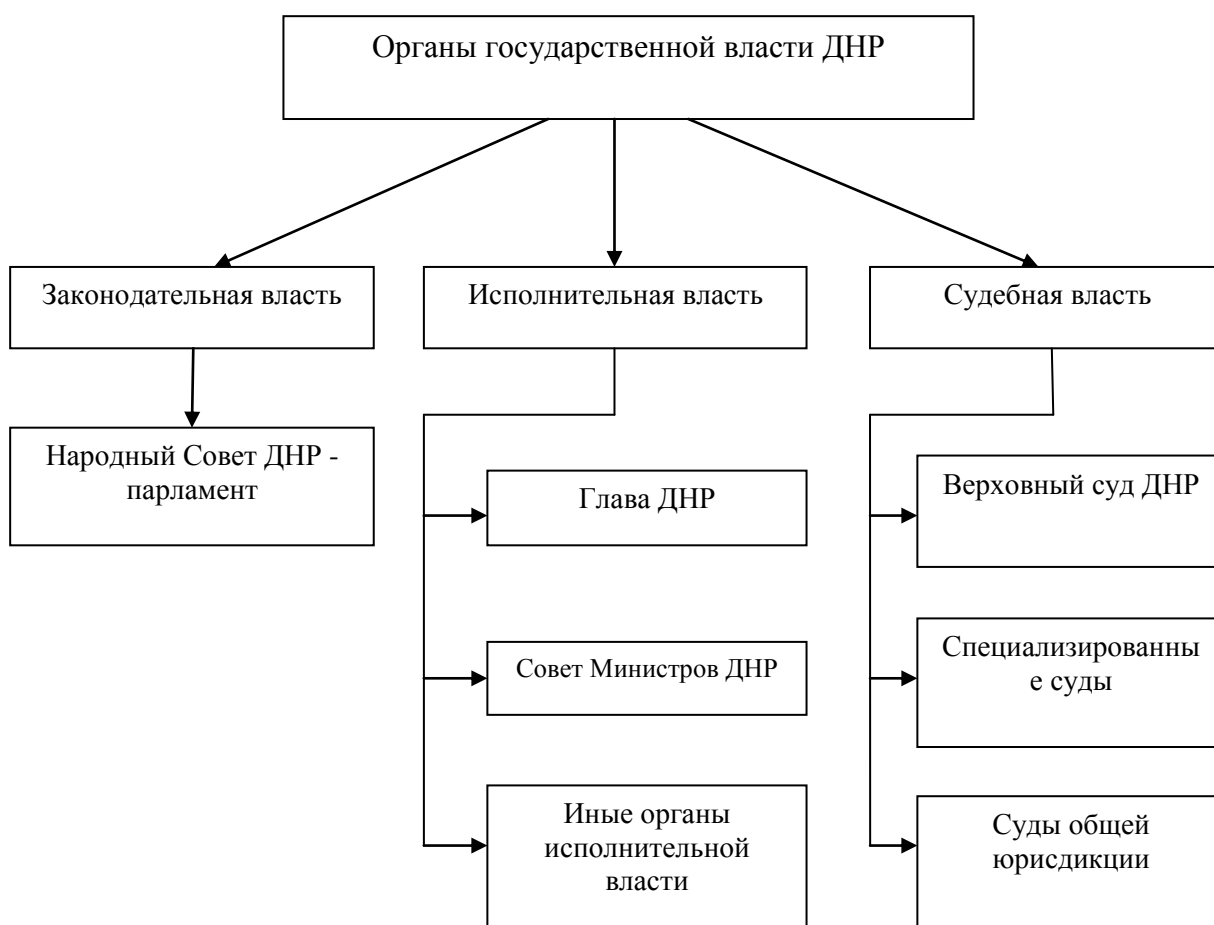 Органы государственной власти ДНР
Законодательная власть
Исполнительная власть
Судебная власть
Народный Совет ДНР -
парламент
Глава ДНР
Совет Министров ДНР
Иные органы
исполнительной
власти
Верховный суд ДНР
Специализированны
е суды
Суды общей
юрисдикции